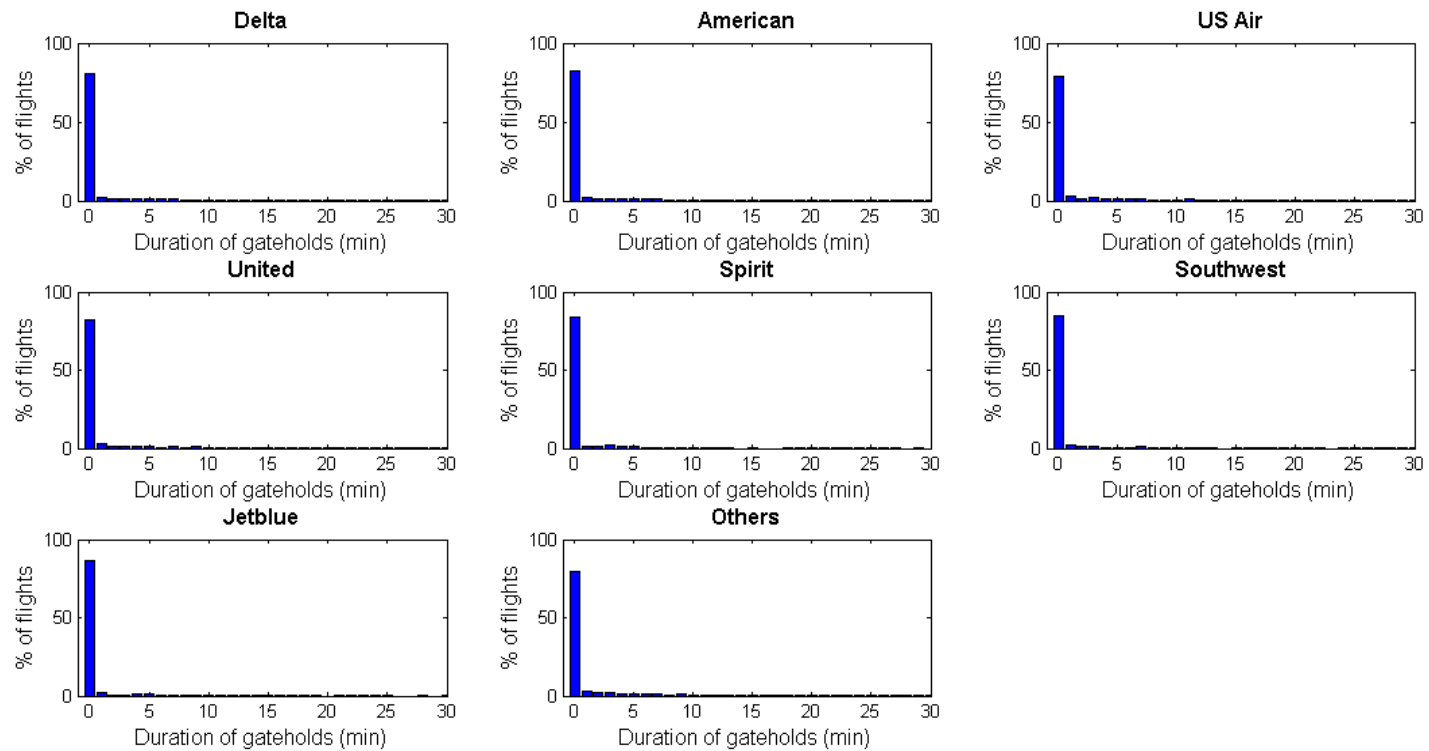 Delta
American
US Air
100
50
0
% of flights
0 5 10 15 20 25 30
Duration of gateholds (min)
100
50
0
% of flights
0 5 10 15 20 25 30
Duration of gateholds (min)
100
50
0
% of flights
0 5 10 15 20 25 30
Duration of gateholds (min)
United
Spirit
Southwest
100
50
0
% of flights
0 5 10 15 20 25 30
Duration of gateholds (min)
100
50
0
% of flights
0 5 10 15 20 25 30
Duration of gateholds (min)
100
50
0
% of flights
0 5 10 15 20 25 30
Duration of gateholds (min)
Jetblue
Others
100
50
0
% of flights
0 5 10 15 20 25 30
Duration of gateholds (min)
100
50
0
% of flights
0 5 10 15 20 25 30
Duration of gateholds (min)